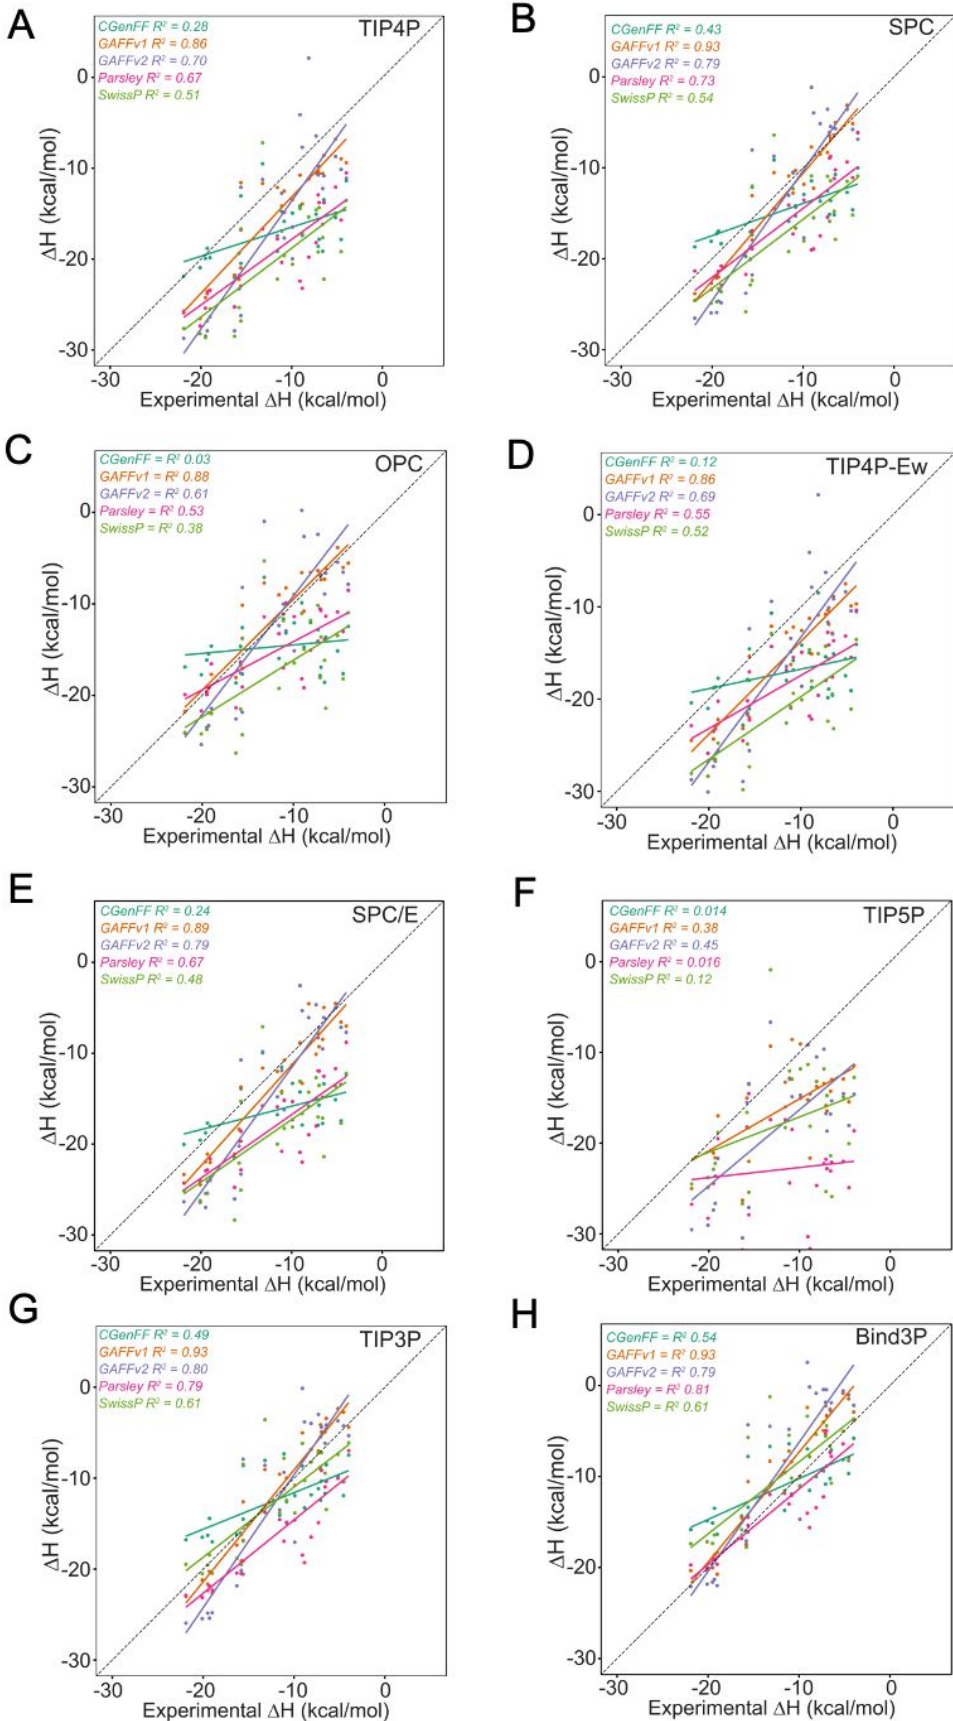 A
TIP4P
CGenFF R² = 0.28
GAFFv1 R² = 0.86
GAFFv2 R² = 0.70
Parsley R² = 0.67
SwissP R² = 0.51
ΔH (kcal/mol)
0
-10
-20
-30
-30 -20 -10 0
Experimental ΔH (kcal/mol)
B
SPC
CGenFF R² = 0.43
GAFFv1 R² = 0.93
GAFFv2 R² = 0.79
Parsley R² = 0.73
SwissP R² = 0.54
ΔH (kcal/mol)
0
-10
-20
-30
-30 -20 -10 0
Experimental ΔH (kcal/mol)
C
OPC
CGenFF = R² 0.03
GAFFv1 = R² 0.88
GAFFv2 = R² 0.61
Parsley = R² 0.53
SwissP = R² 0.38
ΔH (kcal/mol)
0
-10
-20
-30
-30 -20 -10 0
Experimental ΔH (kcal/mol)
D
TIP4P-Ew
CGenFF R² = 0.12
GAFFv1 R² = 0.86
GAFFv2 R² = 0.69
Parsley R² = 0.55
SwissP R² = 0.52
ΔH (kcal/mol)
0
-10
-20
-30
-30 -20 -10 0
Experimental ΔH (kcal/mol)
E
SPC/E
CGenFF R² = 0.24
GAFFv1 R² = 0.89
GAFFv2 R² = 0.79
Parsley R² = 0.67
SwissP R² = 0.48
ΔH (kcal/mol)
0
-10
-20
-30
-30 -20 -10 0
Experimental ΔH (kcal/mol)
F
TIP5P
CGenFF R² = 0.014
GAFFv1 R² = 0.38
GAFFv2 R² = 0.45
Parsley R² = 0.016
SwissP R² = 0.12
ΔH (kcal/mol)
0
-10
-20
-30
-30 -20 -10 0
Experimental ΔH (kcal/mol)
G
TIP3P
CGenFF R² = 0.49
GAFFv1 R² = 0.93
GAFFv2 R² = 0.80
Parsley R² = 0.79
SwissP R² = 0.61
ΔH (kcal/mol)
0
-10
-20
-30
-30 -20 -10 0
Experimental ΔH (kcal/mol)
H
Bind3P
CGenFF R² = 0.54
GAFFv1 = R² 0.93
GAFFv2 = R² 0.79
Parsley = R² 0.81
SwissP = R² 0.61
ΔH (kcal/mol)
0
-10
-20
-30
-30 -20 -10 0
Experimental ΔH (kcal/mol)